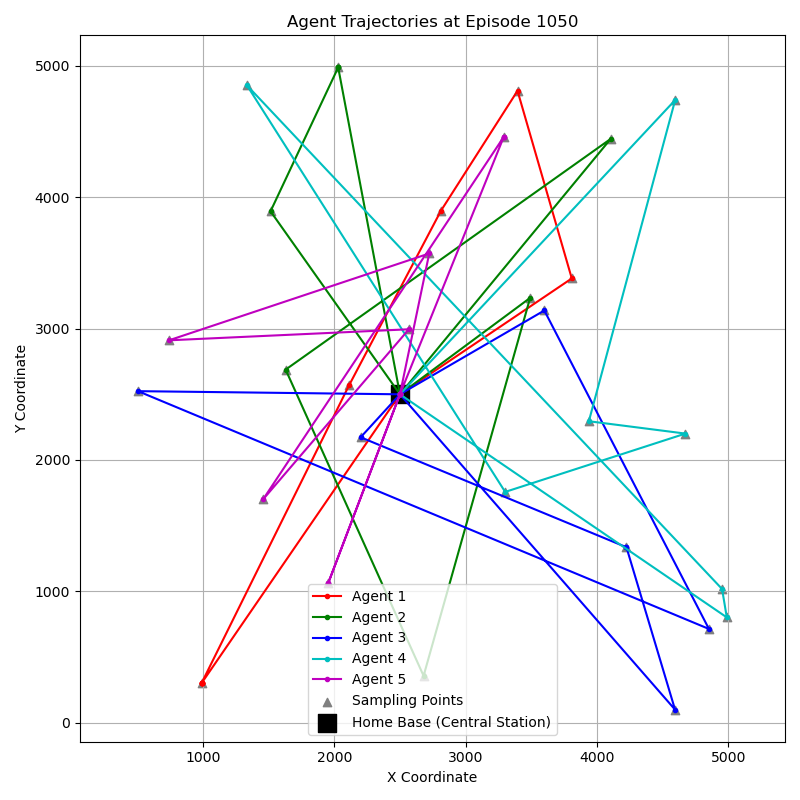 Agent Trajectories at Episode 1050
Y Coordinate
5000
4000
3000
2000
1000
0
Agent 1
Agent 2
Agent 3
Agent 4
Agent 5
Sampling Points
Home Base (Central Station)
1000 2000 3000 4000 5000
X Coordinate